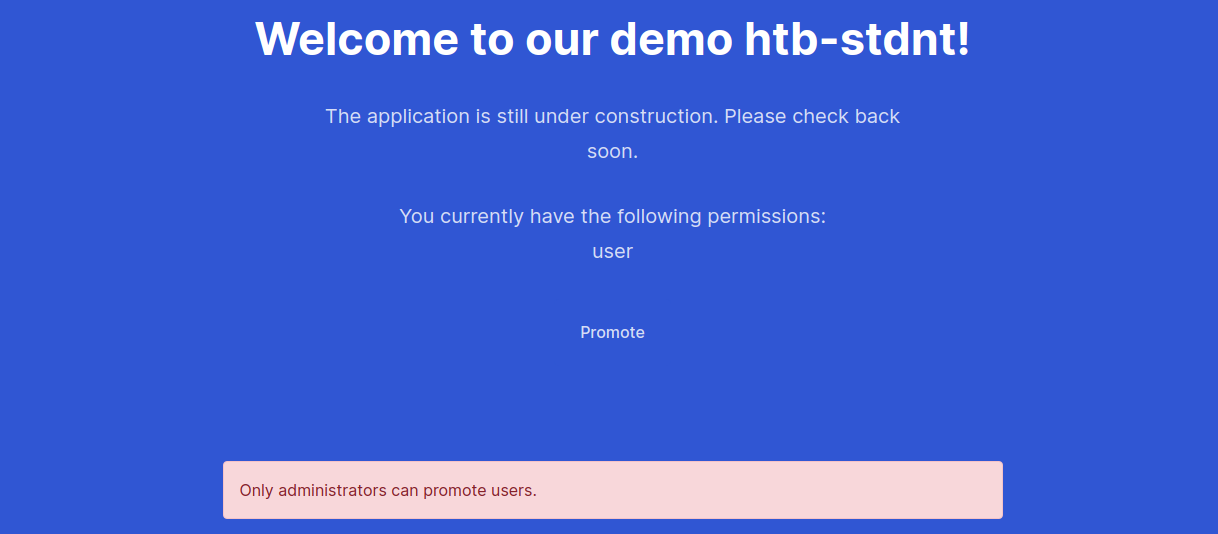 Welcome to our demo htb-stdnt!
The application is still under construction. Please check back
soon.
You currently have the following permissions:
user
Promote
Only administrators can promote users.